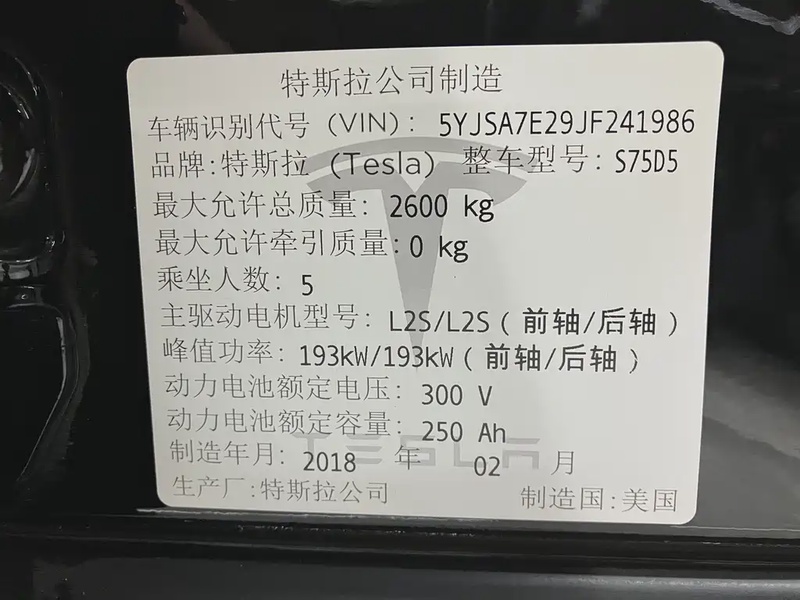 特斯拉公司制造
车辆识别代号 (VIN): 5YJSA7E29JF241986
品牌:特斯拉 (Tesla) 整车型号: S75D5
最大允许总质量: 2600 kg
最大允许牵引质量: 0 kg
乘坐人数: 5
主驱动电机型号: L2S/L2S (前轴/后轴)
峰值功率: 193kW/193kW (前轴/后轴)
动力电池额定电压: 300 V
动力电池额定容量: 250 Ah
TESLA
制造年月: 2018 年 02 月
生产厂:特斯拉公司 制造国:美国